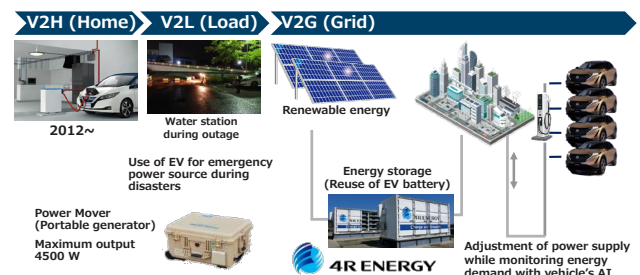 V2H (Home)
V2L (Load)
V2G (Grid)
2012~
Water station
during outage
Use of EV for emergency
power source during
disasters
Power Mover
(Portable generator)
Maximum output
4500 W
Renewable energy
Energy storage
(Reuse of EV battery)
4R ENERGY
4R ENERGY
Adjustment of power supply
while monitoring energy
demand with vehicle's AI